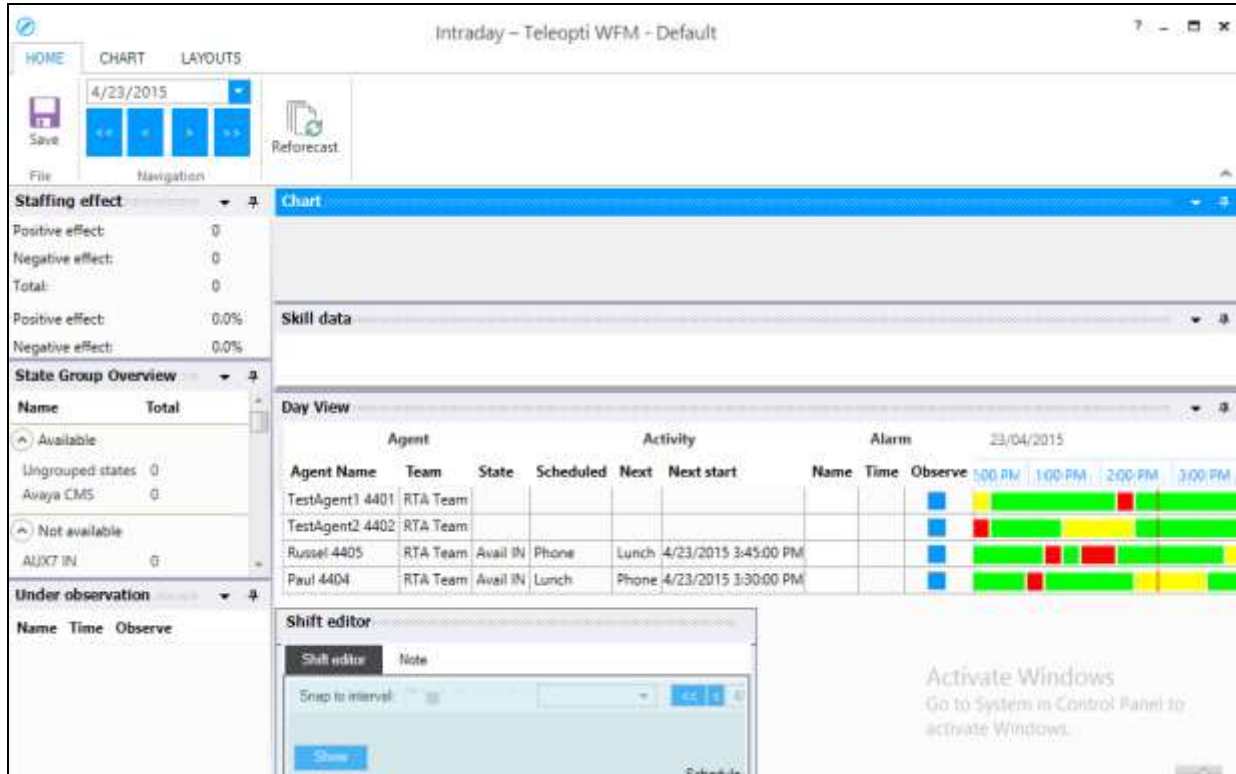 Intraday – Teleopti WFM - Default
HOME CHART LAYOUTS
4/23/2015
Save
<< < > >>
Reforecast
File Navigation
Staffing effect
Positive effect: 0
Negative effect: 0
Total: 0
Positive effect: 0.0%
Negative effect: 0.0%
State Group Overview
Name Total
Available
Ungrouped states 0
Avaya CMS 0
Not available
AUX7 IN 0
Under observation
Name Time Observe
Chart
Skill data
Day View
Agent Activity Alarm 23/04/2015
Agent Name Team State Scheduled Next Next start Name Time Observe :00 PM 1:00 PM 2:00 PM 3:00 PM
TestAgent1 4401 RTA Team
TestAgent2 4402 RTA Team
Russel 4405 RTA Team Avail IN Phone Lunch 4/23/2015 3:45:00 PM
Paul 4404 RTA Team Avail IN Lunch Phone 4/23/2015 3:30:00 PM
Shift editor
Shift editor Note
Snap to interval: << <
Show
Schedule
Activate Windows
Go to System in Control Panel to
activate Windows.